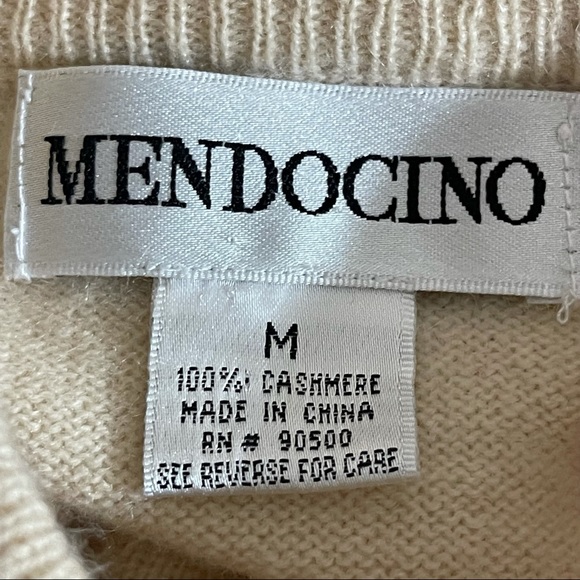 MENDOCINO
M
100% CASHMERE
MADE IN CHINA
RN # 90500
SEE REVERSE FOR CARE